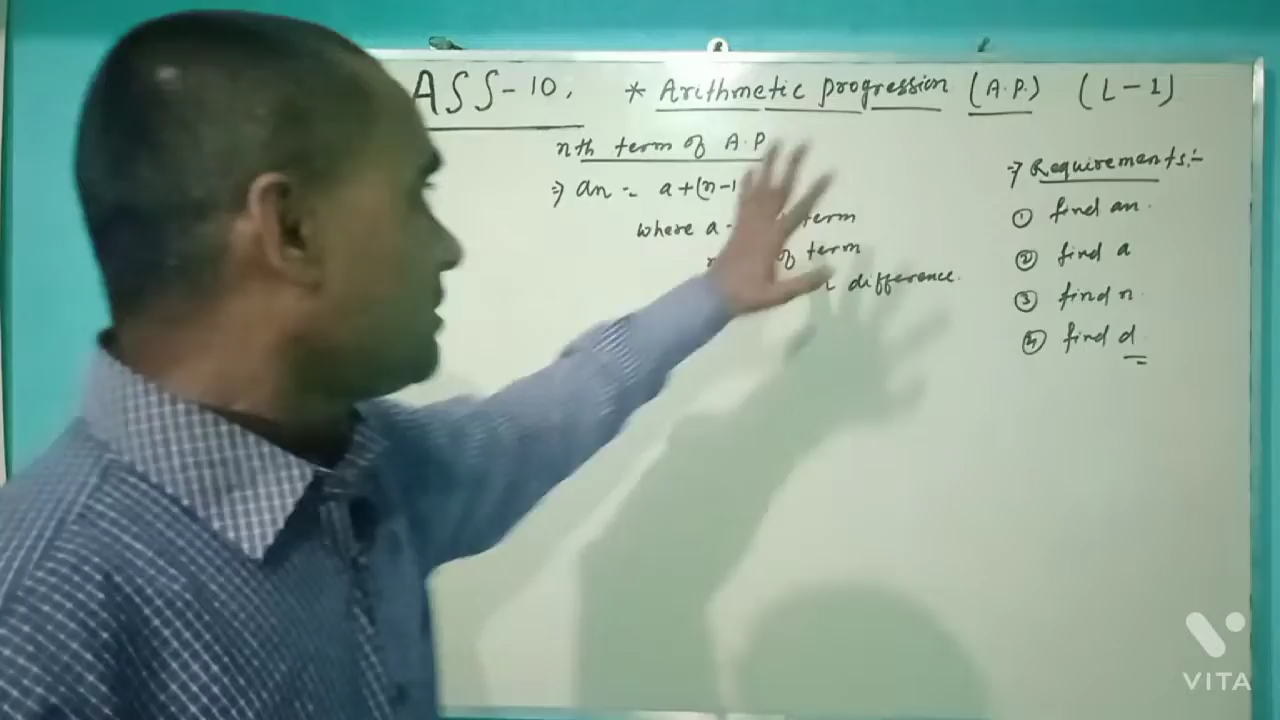 ASS-10. * Arithmetic progression (A.P.) (L-1)
nth term of A.P
⇒ an = a+(n-1
where a - term
of term
difference.
⇒ Requirements:-
① find an.
② find a
③ find n.
④ find d
VITA